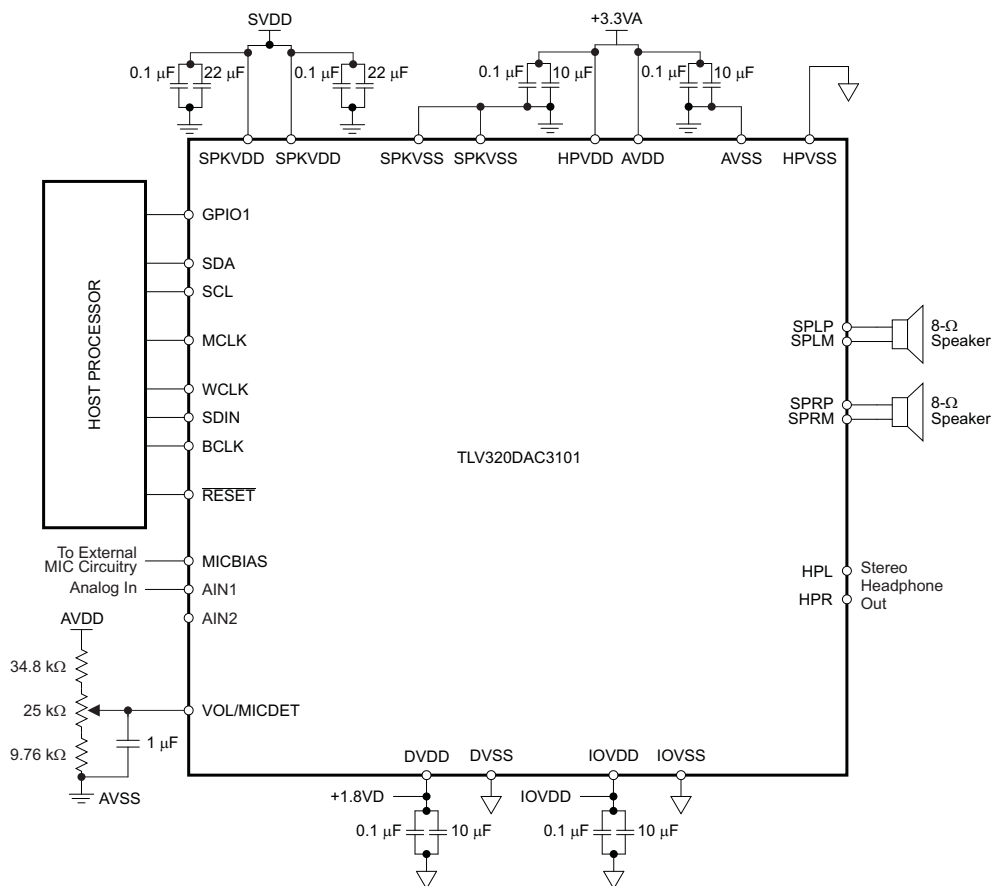 SVDD
+3.3VA
0.1 µF 22 µF 0.1 µF 22 µF 0.1 µF 10 µF 0.1 µF 10 µF
SPKVDD SPKVDD SPKVSS SPKVSS HPVDD AVDD AVSS HPVSS
HOST PROCESSOR
GPIO1
SDA
SCL
MCLK
WCLK
SDIN
BCLK
RESET
TLV320DAC3101
SPLP
SPLM
8-Ω
Speaker
SPRP
SPRM
8-Ω
Speaker
To External
MIC Circuitry
MICBIAS
Analog In
AIN1
AIN2
HPL
HPR
Stereo
Headphone
Out
AVDD
34.8 kΩ
25 kΩ
9.76 kΩ
VOL/MICDET
1 µF
AVSS
DVDD DVSS IOVDD IOVSS
+1.8VD IOVDD
0.1 µF 10 µF 0.1 µF 10 µF